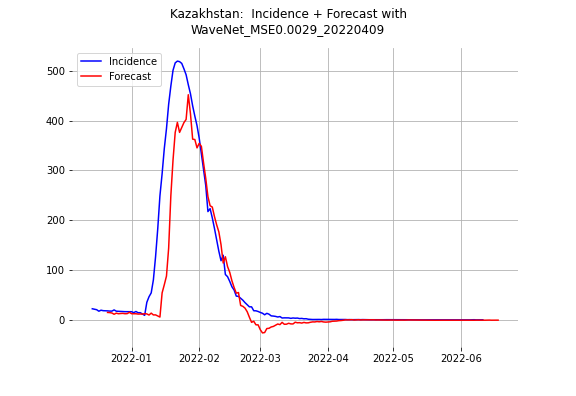 Kazakhstan:  Incidence + Forecast with
WaveNet_MSE0.0029_20220409
Incidence
Forecast
500
400
300
200
100
0
2022-01 2022-02 2022-03 2022-04 2022-05 2022-06